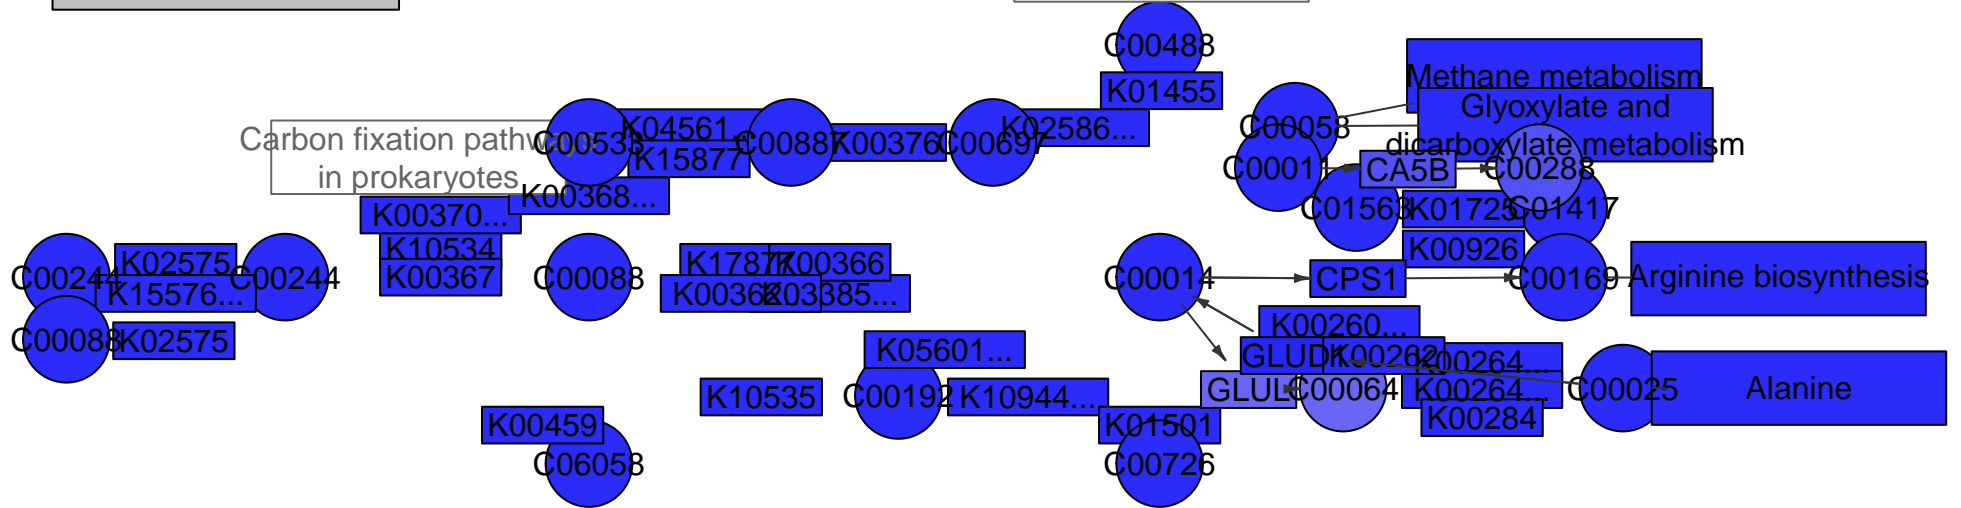 C00488
Methane metabolism
K01455
Glyoxylate and
dicarboxylate metabolism
C00058
Carbon fixation pathways
in prokaryotes
C00533
K04561...
K15877
C00887
K00376
C00697
K02586...
C00011
CA5B
C00288
K00368...
K00370...
C01563
K01725
C01417
K10534
K00367
K00926
C00244
K02575
K15576...
C00244
C00088
K17877
K00366
K00362...
K03385...
C00014
CPS1
C00169
Arginine biosynthesis
C00088
K02575
K00260...
K05601...
GLUD1
K00262
K00264...
K10535
C00192
K10944...
GLUL
C00064
K00264...
C00025
Alanine
K00459
K01501
K00284
C06058
C00726